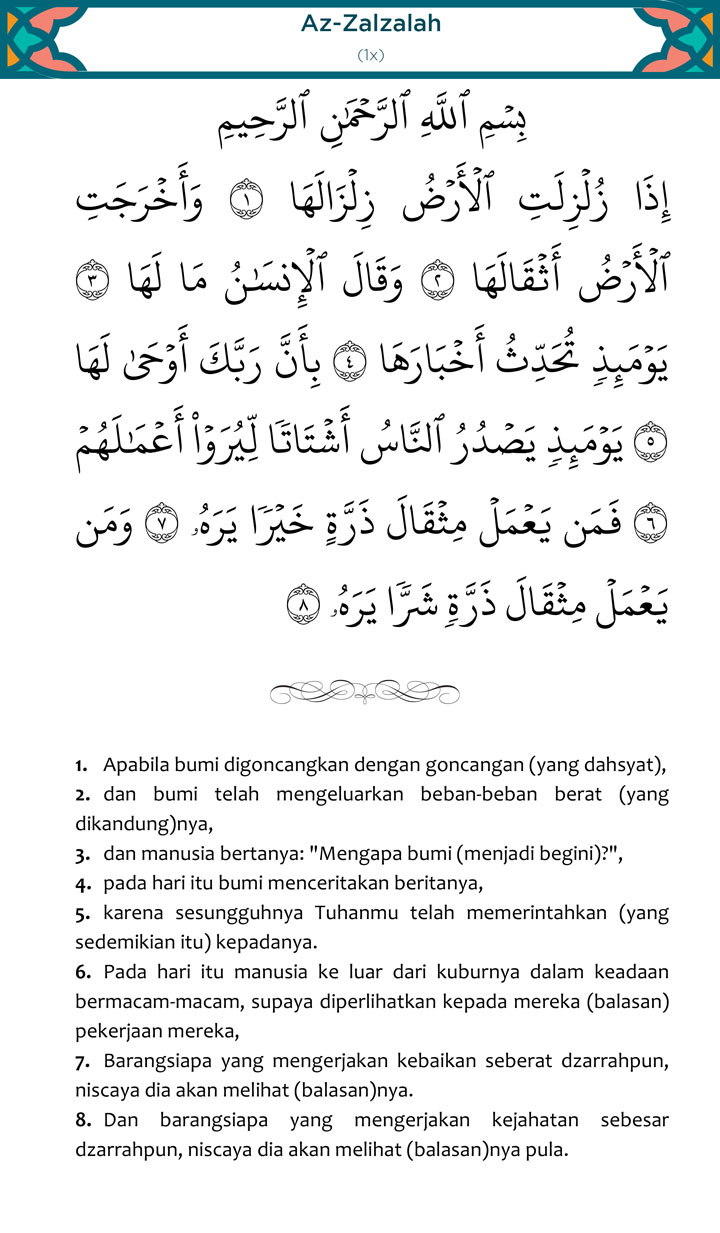 Az-Zalzalah
(1x)
بِسْمِ ٱللَّهِ ٱلرَّحْمَٰنِ ٱلرَّحِيمِ
إِذَا زُلْزِلَتِ ٱلْأَرْضُ زِلْزَالَهَا ١ وَأَخْرَجَتِ
ٱلْأَرْضُ أَثْقَالَهَا ٢ وَقَالَ ٱلْإِنسَٰنُ مَا لَهَا ٣
يَوْمَئِذٍ تُحَدِّثُ أَخْبَارَهَا ٤ بِأَنَّ رَبَّكَ أَوْحَىٰ لَهَا
٥ يَوْمَئِذٍ يَصْدُرُ ٱلنَّاسُ أَشْتَاتًا لِّيُرَوْا۟ أَعْمَٰلَهُمْ
٦ فَمَن يَعْمَلْ مِثْقَالَ ذَرَّةٍ خَيْرًا يَرَهُۥ ٧ وَمَن
يَعْمَلْ مِثْقَالَ ذَرَّةٍ شَرًّا يَرَهُۥ ٨
1. Apabila bumi digoncangkan dengan goncangan (yang dahsyat),
2. dan bumi telah mengeluarkan beban-beban berat (yang
dikandung)nya,
3. dan manusia bertanya: "Mengapa bumi (menjadi begini)?",
4. pada hari itu bumi menceritakan beritanya,
5. karena sesungguhnya Tuhanmu telah memerintahkan (yang
sedemikian itu) kepadanya.
6. Pada hari itu manusia ke luar dari kuburnya dalam keadaan
bermacam-macam, supaya diperlihatkan kepada mereka (balasan)
pekerjaan mereka,
7. Barangsiapa yang mengerjakan kebaikan seberat dzarrahpun,
niscaya dia akan melihat (balasan)nya.
8. Dan barangsiapa yang mengerjakan kejahatan sebesar
dzarrahpun, niscaya dia akan melihat (balasan)nya pula.